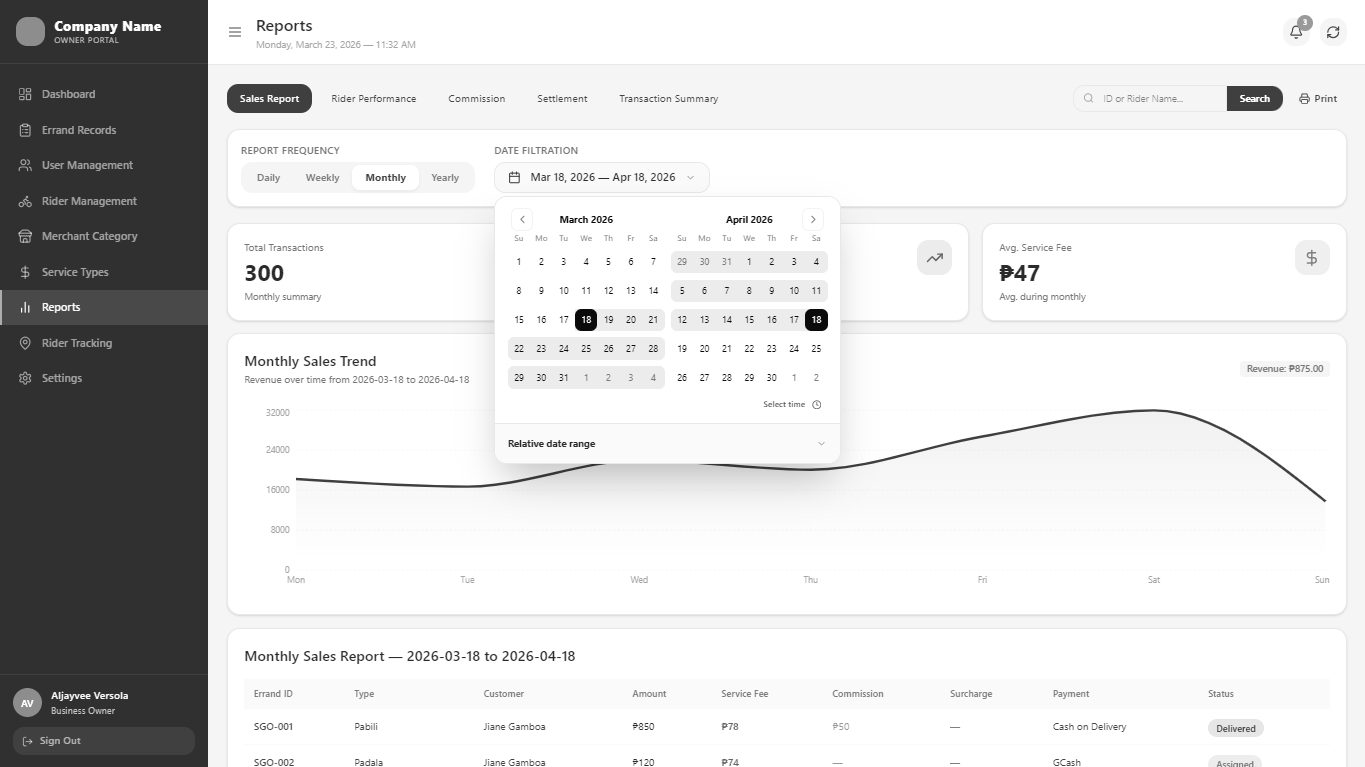 Company Name
OWNER PORTAL
Dashboard
Errand Records
User Management
Rider Management
Merchant Category
Service Types
Reports
Rider Tracking
Settings
AV
Aljayvee Versola
Business Owner
Sign Out
Reports
Monday, March 23, 2026 — 11:32 AM
3
Sales Report Rider Performance Commission Settlement Transaction Summary
ID or Rider Name... Search Print
REPORT FREQUENCY
Daily Weekly Monthly Yearly
DATE FILTRATION
Mar 18, 2026 — Apr 18, 2026
March 2026
Su Mo Tu We Th Fr Sa
1 2 3 4 5 6 7
8 9 10 11 12 13 14
15 16 17 18 19 20 21
22 23 24 25 26 27 28
29 30 31 1 2 3 4
April 2026
Su Mo Tu We Th Fr Sa
29 30 31 1 2 3 4
5 6 7 8 9 10 11
12 13 14 15 16 17 18
19 20 21 22 23 24 25
26 27 28 29 30 1 2
Select time
Relative date range
Total Transactions
300
Monthly summary
Avg. Service Fee
₱47
Avg. during monthly
$
Monthly Sales Trend
Revenue over time from 2026-03-18 to 2026-04-18
Revenue: ₱875.00
32000
24000
16000
8000
0
Mon Tue Wed Thu Fri Sat Sun
Monthly Sales Report — 2026-03-18 to 2026-04-18
Errand ID Type Customer Amount Service Fee Commission Surcharge Payment Status
SGO-001 Pabili Jiane Gamboa ₱850 ₱78 ₱50 — Cash on Delivery Delivered
SGO-002 Padala Jiane Gamboa ₱120 ₱74 — — GCash Assigned